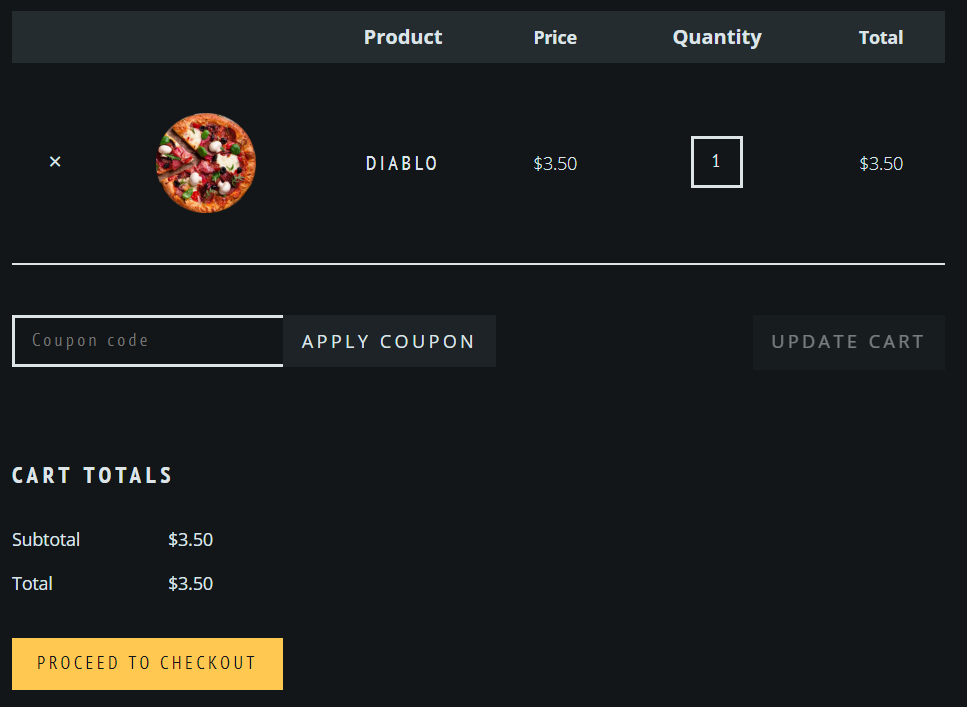 Product Price Quantity Total
× DIABLO $3.50 1 $3.50
Coupon code APPLY COUPON UPDATE CART
CART TOTALS
Subtotal $3.50
Total $3.50
PROCEED TO CHECKOUT